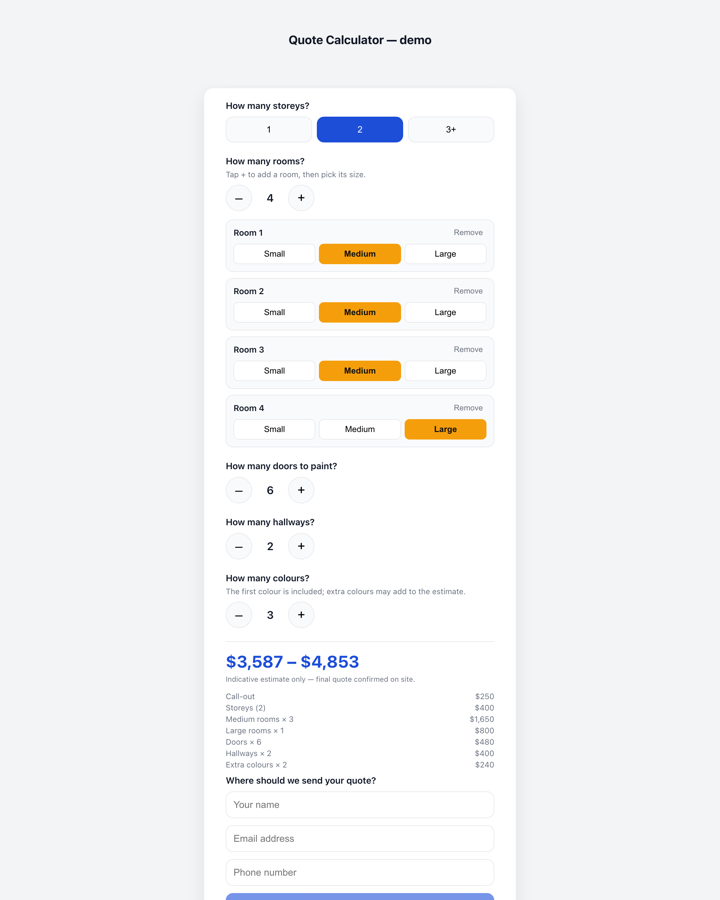 Quote Calculator — demo
How many storeys?
1 2 3+
How many rooms?
Tap + to add a room, then pick its size.
– 4 +
Room 1 Remove
Small Medium Large
Room 2 Remove
Small Medium Large
Room 3 Remove
Small Medium Large
Room 4 Remove
Small Medium Large
How many doors to paint?
– 6 +
How many hallways?
– 2 +
How many colours?
The first colour is included; extra colours may add to the estimate.
– 3 +
$3,587 – $4,853
Indicative estimate only — final quote confirmed on site.
Call-out $250
Storeys (2) $400
Medium rooms × 3 $1,650
Large rooms × 1 $800
Doors × 6 $480
Hallways × 2 $400
Extra colours × 2 $240
Where should we send your quote?
Your name
Email address
Phone number